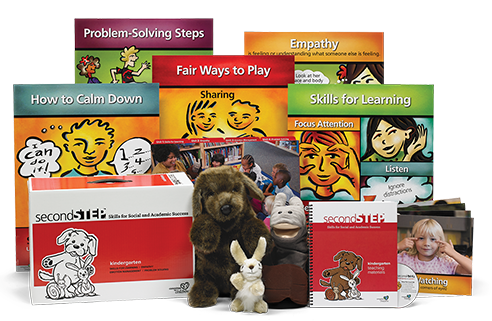 Problem-Solving Steps
Empathy
is feeling or understanding what someone else is feeling.
Look at her
face and body
Fair Ways to Play
Sharing
How to Calm Down
I Can
do it!
1 2
3 4
Skills for Learning
Focus Attention
Listen
Ignore
distractions
secondSTEP
Skills for Social and Academic Success
kindergarten
secondSTEP
Skills for Social and Academic Success
kindergarten
teaching
materials
Watching